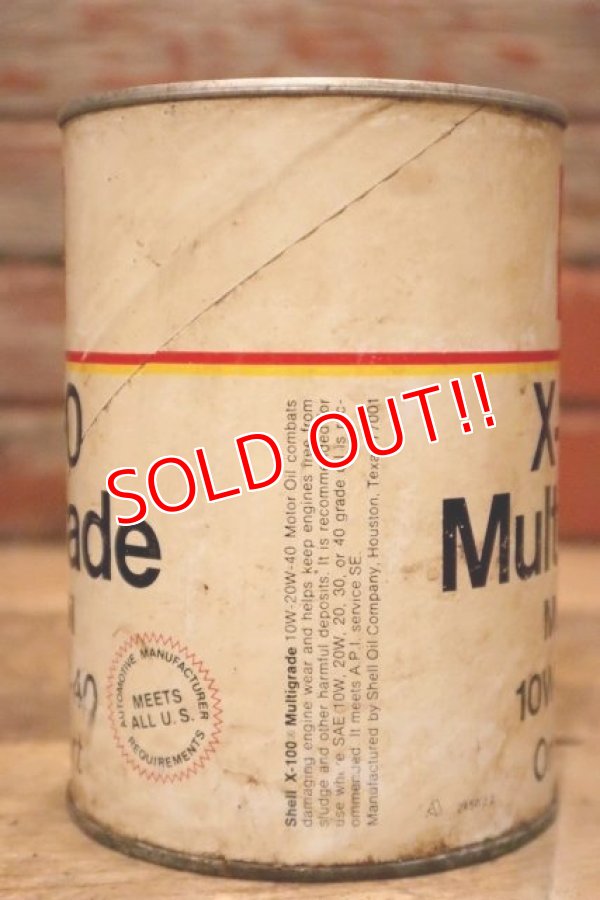 SOLD OUT!!
O
ade
40
AUTOMOTIVE MANUFACTURER
MEETS
ALL U.S.
REQUIREMENTS
Shell X-100® Multigrade 10W-20W-40 Motor Oil combats
damaging engine wear and helps keep engines free from
sludge and other harmful deposits. It is recommended for
use where SAE 10W, 20W, 20, 30, or 40 grade oil is rec-
ommended. It meets A.P.I. service SE.
Manufactured by Shell Oil Company, Houston, Texas 77001
X-
Mult
M
10W
O